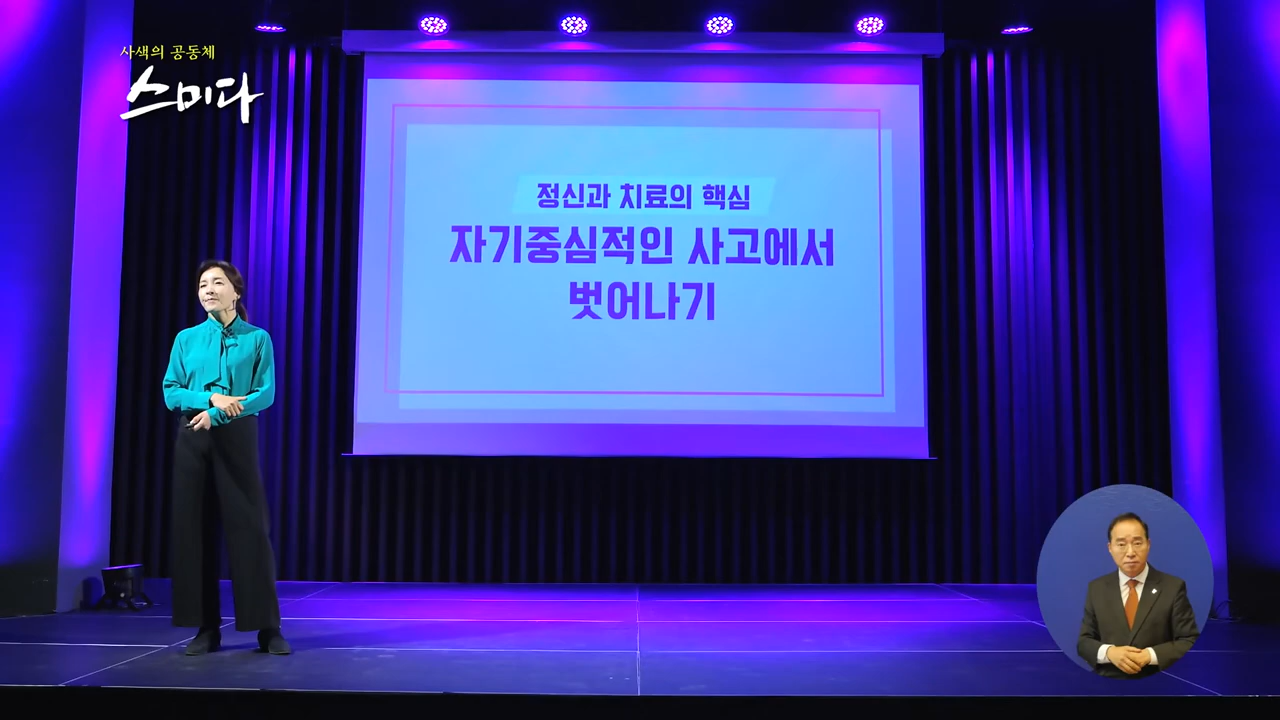 사색의 공동체
스미다
정신과 치료의 핵심
자기중심적인 사고에서
벗어나기